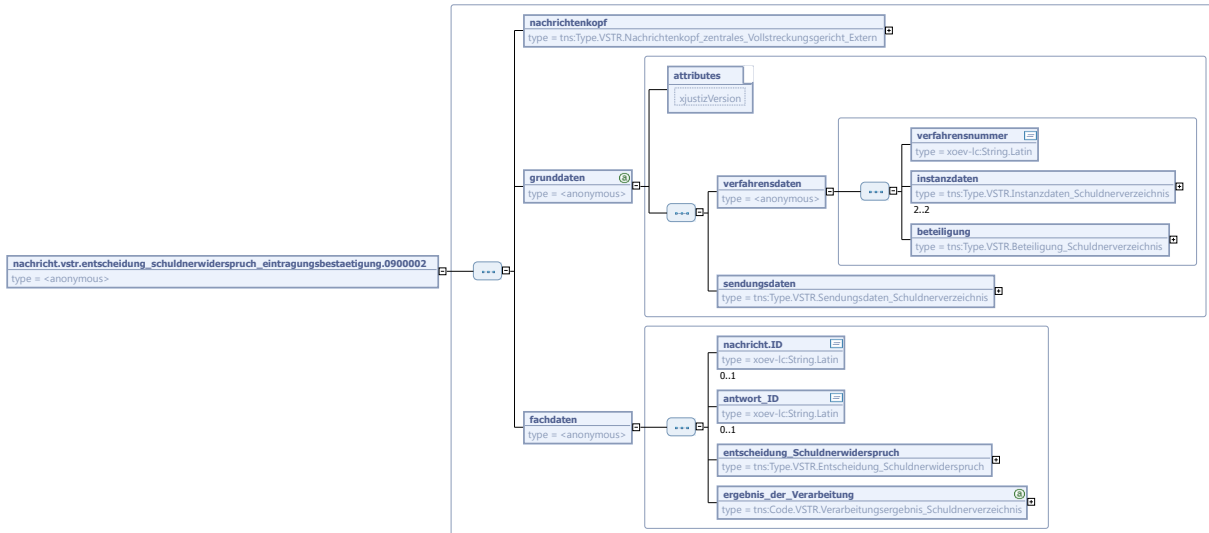 nachrichtenkopf
type = tns:Type.VSTR.Nachrichtenkopf_zentrales_Vollstreckungsgericht_Extern
attributes
xjustizVersion
verfahrensnummer
type = xoev-lc:String.Latin
grunddaten
type = <anonymous>
verfahrensdaten
type = <anonymous>
instanzdaten
type = tns:Type.VSTR.Instanzdaten_Schuldnerverzeichnis
2..2
beteiligung
type = tns:Type.VSTR.Beteiligung_Schuldnerverzeichnis
nachricht.vstr.entscheidung_schuldnerwiderspruch_eintragungsbestaetigung.0900002
type = <anonymous>
sendungsdaten
type = tns:Type.VSTR.Sendungsdaten_Schuldnerverzeichnis
nachricht.ID
type = xoev-lc:String.Latin
0..1
antwort_ID
type = xoev-lc:String.Latin
0..1
fachdaten
type = <anonymous>
entscheidung_Schuldnerwiderspruch
type = tns:Type.VSTR.Entscheidung_Schuldnerwiderspruch
ergebnis_der_Verarbeitung
type = tns:Code.VSTR.Verarbeitungsergebnis_Schuldnerverzeichnis